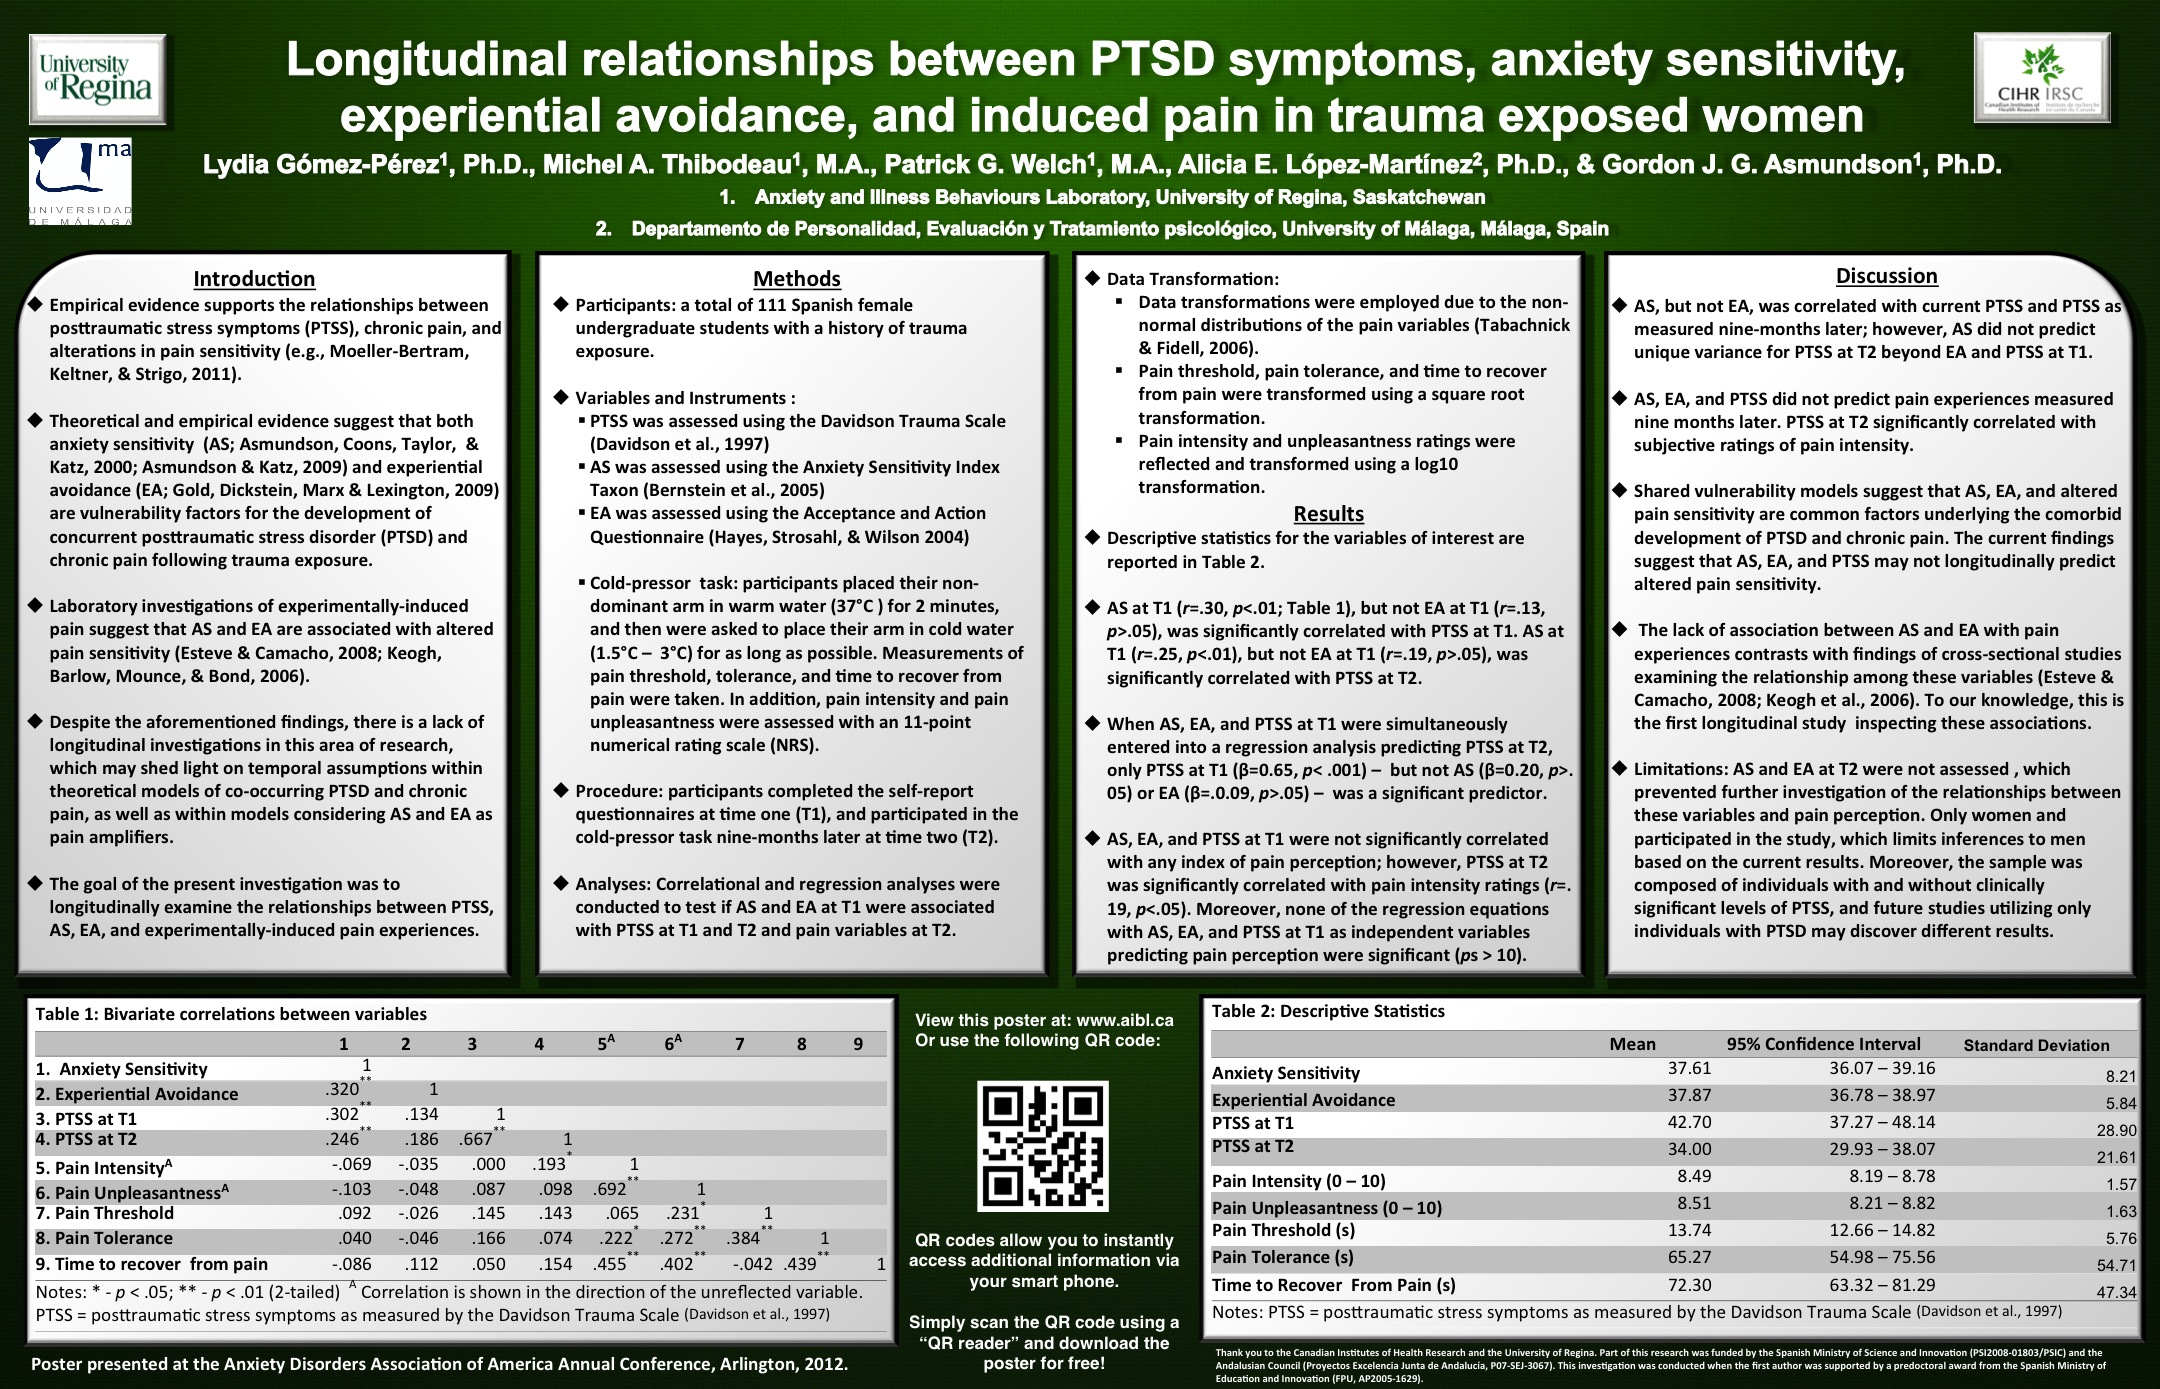 University
of Regina
uma
UNIVERSIDAD
DE MÁLAGA
CIHR IRSC
Canadian Institutes of Health Research
Instituts de recherche en santé du Canada
Longitudinal relationships between PTSD symptoms, anxiety sensitivity,
experiential avoidance, and induced pain in trauma exposed women
Lydia Gómez-Pérez¹, Ph.D., Michel A. Thibodeau¹, M.A., Patrick G. Welch¹, M.A., Alicia E. López-Martínez², Ph.D., & Gordon J. G. Asmundson¹, Ph.D.
1. Anxiety and Illness Behaviours Laboratory, University of Regina, Saskatchewan
2. Departamento de Personalidad, Evaluación y Tratamiento psicológico, University of Málaga, Málaga, Spain
Introduction
◆ Empirical evidence supports the relationships between
posttraumatic stress symptoms (PTSS), chronic pain, and
alterations in pain sensitivity (e.g., Moeller-Bertram,
Keltner, & Strigo, 2011).
◆ Theoretical and empirical evidence suggest that both
anxiety sensitivity (AS; Asmundson, Coons, Taylor, &
Katz, 2000; Asmundson & Katz, 2009) and experiential
avoidance (EA; Gold, Dickstein, Marx & Lexington, 2009)
are vulnerability factors for the development of
concurrent posttraumatic stress disorder (PTSD) and
chronic pain following trauma exposure.
◆ Laboratory investigations of experimentally-induced
pain suggest that AS and EA are associated with altered
pain sensitivity (Esteve & Camacho, 2008; Keogh,
Barlow, Mounce, & Bond, 2006).
◆ Despite the aforementioned findings, there is a lack of
longitudinal investigations in this area of research,
which may shed light on temporal assumptions within
theoretical models of co-occurring PTSD and chronic
pain, as well as within models considering AS and EA as
pain amplifiers.
◆ The goal of the present investigation was to
longitudinally examine the relationships between PTSS,
AS, EA, and experimentally-induced pain experiences.
Methods
◆ Participants: a total of 111 Spanish female
undergraduate students with a history of trauma
exposure.
◆ Variables and Instruments :
▪ PTSS was assessed using the Davidson Trauma Scale
(Davidson et al., 1997)
▪ AS was assessed using the Anxiety Sensitivity Index
Taxon (Bernstein et al., 2005)
▪ EA was assessed using the Acceptance and Action
Questionnaire (Hayes, Strosahl, & Wilson 2004)
▪ Cold-pressor task: participants placed their non-
dominant arm in warm water (37°C ) for 2 minutes,
and then were asked to place their arm in cold water
(1.5°C – 3°C) for as long as possible. Measurements of
pain threshold, tolerance, and time to recover from
pain were taken. In addition, pain intensity and pain
unpleasantness were assessed with an 11-point
numerical rating scale (NRS).
◆ Procedure: participants completed the self-report
questionnaires at time one (T1), and participated in the
cold-pressor task nine-months later at time two (T2).
◆ Analyses: Correlational and regression analyses were
conducted to test if AS and EA at T1 were associated
with PTSS at T1 and T2 and pain variables at T2.
◆ Data Transformation:
▪ Data transformations were employed due to the non-
normal distributions of the pain variables (Tabachnick
& Fidell, 2006).
▪ Pain threshold, pain tolerance, and time to recover
from pain were transformed using a square root
transformation.
▪ Pain intensity and unpleasantness ratings were
reflected and transformed using a log10
transformation.
Results
◆ Descriptive statistics for the variables of interest are
reported in Table 2.
◆ AS at T1 (r=.30, p<.01; Table 1), but not EA at T1 (r=.13,
p>.05), was significantly correlated with PTSS at T1. AS at
T1 (r=.25, p<.01), but not EA at T1 (r=.19, p>.05), was
significantly correlated with PTSS at T2.
◆ When AS, EA, and PTSS at T1 were simultaneously
entered into a regression analysis predicting PTSS at T2,
only PTSS at T1 (β=0.65, p< .001) – but not AS (β=0.20, p>.
05) or EA (β=.0.09, p>.05) – was a significant predictor.
◆ AS, EA, and PTSS at T1 were not significantly correlated
with any index of pain perception; however, PTSS at T2
was significantly correlated with pain intensity ratings (r=.
19, p<.05). Moreover, none of the regression equations
with AS, EA, and PTSS at T1 as independent variables
predicting pain perception were significant (ps > 10).
Discussion
◆ AS, but not EA, was correlated with current PTSS and PTSS as
measured nine-months later; however, AS did not predict
unique variance for PTSS at T2 beyond EA and PTSS at T1.
◆ AS, EA, and PTSS did not predict pain experiences measured
nine months later. PTSS at T2 significantly correlated with
subjective ratings of pain intensity.
◆ Shared vulnerability models suggest that AS, EA, and altered
pain sensitivity are common factors underlying the comorbid
development of PTSD and chronic pain. The current findings
suggest that AS, EA, and PTSS may not longitudinally predict
altered pain sensitivity.
◆ The lack of association between AS and EA with pain
experiences contrasts with findings of cross-sectional studies
examining the relationship among these variables (Esteve &
Camacho, 2008; Keogh et al., 2006). To our knowledge, this is
the first longitudinal study inspecting these associations.
◆ Limitations: AS and EA at T2 were not assessed , which
prevented further investigation of the relationships between
these variables and pain perception. Only women and
participated in the study, which limits inferences to men
based on the current results. Moreover, the sample was
composed of individuals with and without clinically
significant levels of PTSS, and future studies utilizing only
individuals with PTSD may discover different results.
Table 1: Bivariate correlations between variables
1 2 3 4 5ᴬ 6ᴬ 7 8 9
1. Anxiety Sensitivity 1
2. Experiential Avoidance .320** 1
3. PTSS at T1 .302** .134 1
4. PTSS at T2 .246** .186 .667** 1
5. Pain Intensityᴬ -.069 -.035 .000 .193* 1
6. Pain Unpleasantnessᴬ -.103 -.048 .087 .098 .692** 1
7. Pain Threshold .092 -.026 .145 .143 .065 .231* 1
8. Pain Tolerance .040 -.046 .166 .074 .222* .272** .384** 1
9. Time to recover from pain -.086 .112 .050 .154 .455** .402** -.042 .439** 1
Notes: * - p < .05; ** - p < .01 (2-tailed) ᴬ Correlation is shown in the direction of the unreflected variable.
PTSS = posttraumatic stress symptoms as measured by the Davidson Trauma Scale (Davidson et al., 1997)
Poster presented at the Anxiety Disorders Association of America Annual Conference, Arlington, 2012.
View this poster at: www.aibl.ca
Or use the following QR code:
QR codes allow you to instantly
access additional information via
your smart phone.
Simply scan the QR code using a
“QR reader” and download the
poster for free!
Table 2: Descriptive Statistics
Mean 95% Confidence Interval Standard Deviation
Anxiety Sensitivity 37.61 36.07 – 39.16 8.21
Experiential Avoidance 37.87 36.78 – 38.97 5.84
PTSS at T1 42.70 37.27 – 48.14 28.90
PTSS at T2 34.00 29.93 – 38.07 21.61
Pain Intensity (0 – 10) 8.49 8.19 – 8.78 1.57
Pain Unpleasantness (0 – 10) 8.51 8.21 – 8.82 1.63
Pain Threshold (s) 13.74 12.66 – 14.82 5.76
Pain Tolerance (s) 65.27 54.98 – 75.56 54.71
Time to Recover From Pain (s) 72.30 63.32 – 81.29 47.34
Notes: PTSS = posttraumatic stress symptoms as measured by the Davidson Trauma Scale (Davidson et al., 1997)
Thank you to the Canadian Institutes of Health Research and the University of Regina. Part of this research was funded by the Spanish Ministry of Science and Innovation (PSI2008-01803/PSIC) and the
Andalusian Council (Proyectos Excelencia Junta de Andalucía, P07-SEJ-3067). This investigation was conducted when the first author was supported by a predoctoral award from the Spanish Ministry of
Education and Innovation (FPU, AP2005-1629).